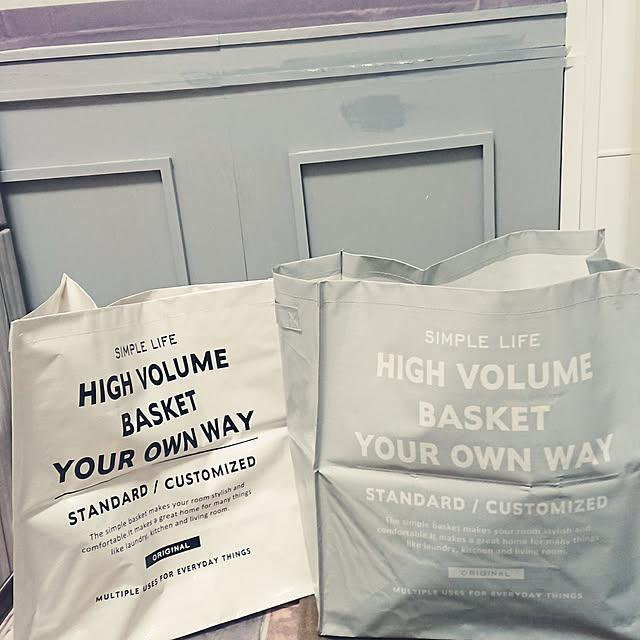 SIMPLE LIFE
HIGH VOLUME
BASKET
YOUR OWN WAY
STANDARD / CUSTOMIZED
The simple basket makes your room stylish and
comfortable.It makes a great home for many things
like laundry, kitchen and living room.
ORIGINAL
MULTIPLE USES FOR EVERYDAY THINGS
SIMPLE LIFE
HIGH VOLUME
BASKET
YOUR OWN WAY
STANDARD / CUSTOMIZED
The simple basket makes your room stylish and
comfortable.It makes a great home for many things
like laundry, kitchen and living room.
ORIGINAL
MULTIPLE USES FOR EVERYDAY THINGS